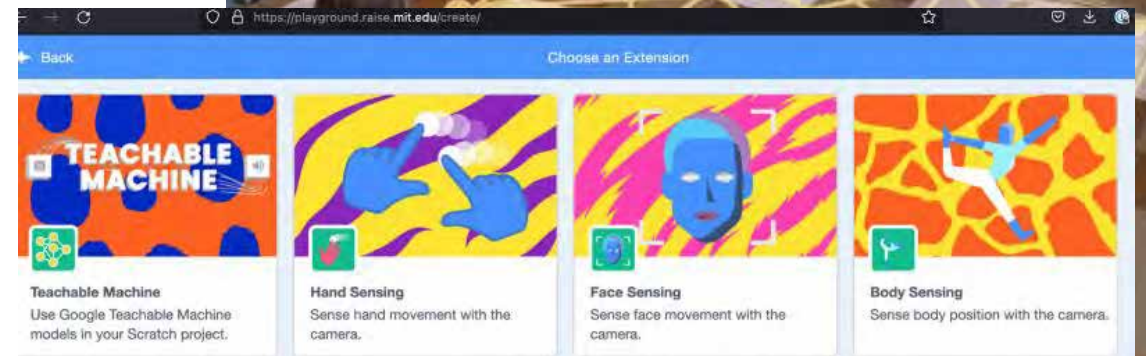 https://playground.raise.mit.edu/create/
Back
Choose an Extension
TEACHABLE
MACHINE
Teachable Machine
Use Google Teachable Machine
models in your Scratch project.
Hand Sensing
Sense hand movement with the
camera.
Face Sensing
Sense face movement with the
camera.
Body Sensing
Sense body position with the camera.